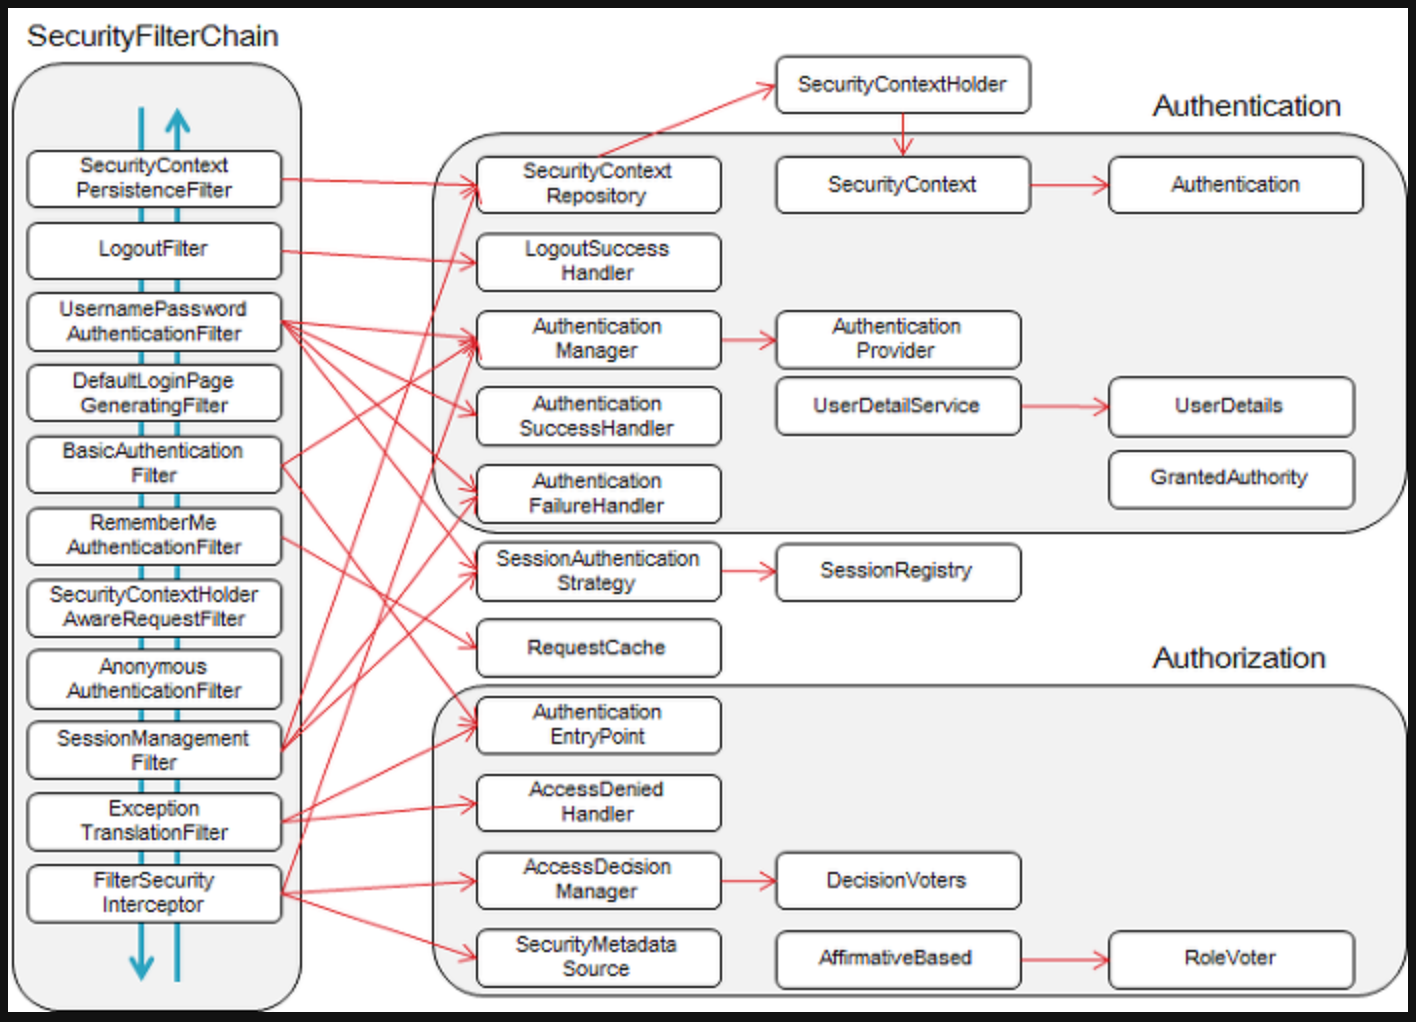 SecurityFilterChain
SecurityContext
PersistenceFilter
LogoutFilter
UsernamePassword
AuthenticationFilter
DefaultLoginPage
GeneratingFilter
BasicAuthentication
Filter
RememberMe
AuthenticationFilter
SecurityContextHolder
AwareRequestFilter
Anonymous
AuthenticationFilter
SessionManagement
Filter
Exception
TranslationFilter
FilterSecurity
Interceptor
SecurityContextHolder
Authentication
SecurityContext
Repository
SecurityContext
Authentication
LogoutSuccess
Handler
Authentication
Manager
Authentication
Provider
Authentication
SuccessHandler
UserDetailService
UserDetails
Authentication
FailureHandler
GrantedAuthority
SessionAuthentication
Strategy
SessionRegistry
RequestCache
Authorization
Authentication
EntryPoint
AccessDenied
Handler
AccessDecision
Manager
DecisionVoters
SecurityMetadata
Source
AffirmativeBased
RoleVoter